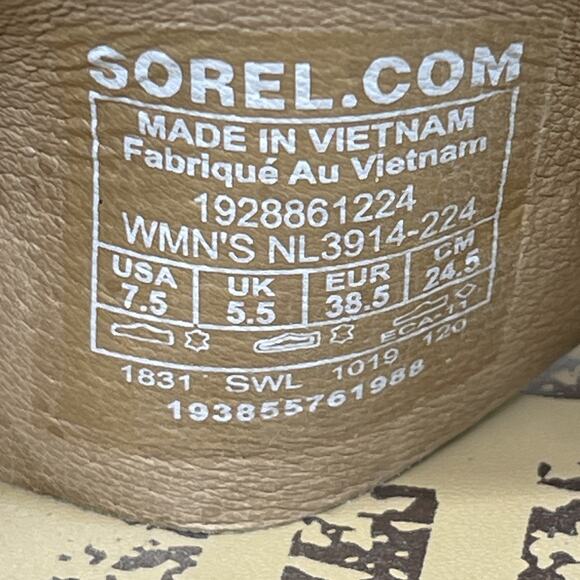 SOREL.COM
MADE IN VIETNAM
Fabriqué Au Vietnam
1928861224
WMN'S NL3914-224
USA UK EUR CM
7.5 5.5 38.5 24.5
ECA-11
1831 SWL 1019 120
193855761988